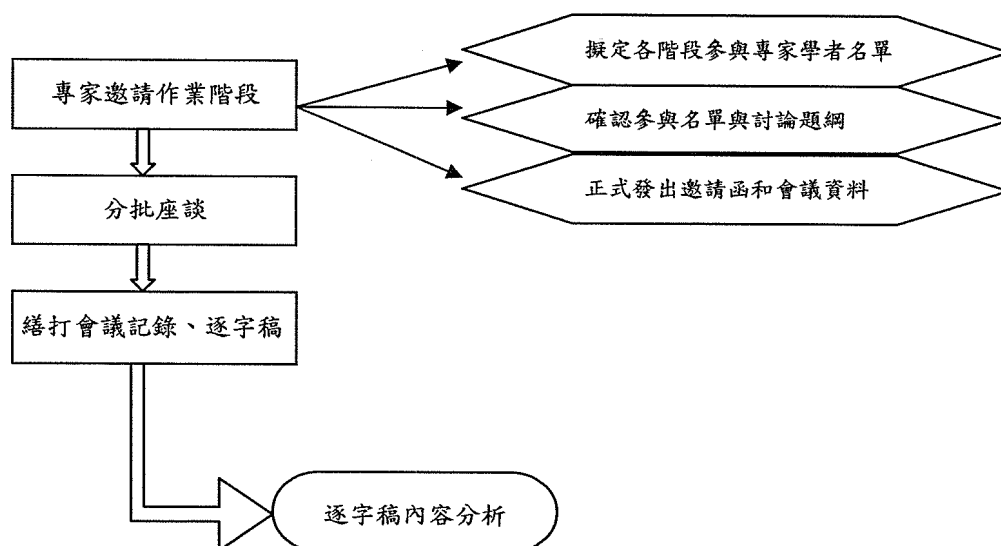 擬定各階段參與專家學者名單
專家邀請作業階段
確認參與名單與討論題綱
正式發出邀請函和會議資料
分批座談
繕打會議記錄、逐字稿
逐字稿內容分析